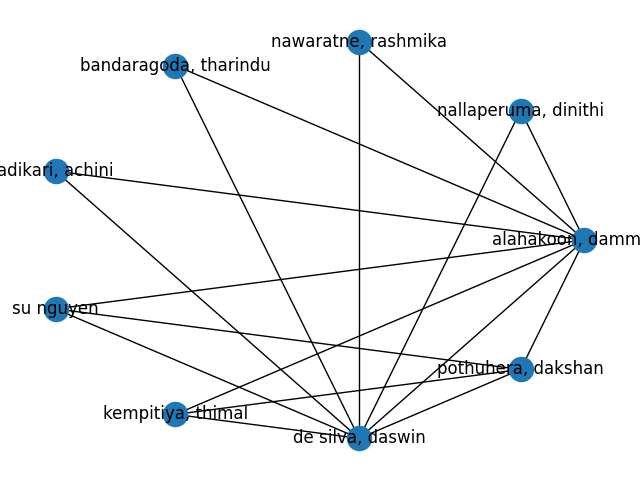 nawaratne, rashmika
bandaragoda, tharindu
nallaperuma, dinithi
adikari, achini
alahakoon, damm
su nguyen
pothuhera, dakshan
kempitiya, thimal
de silva, daswin